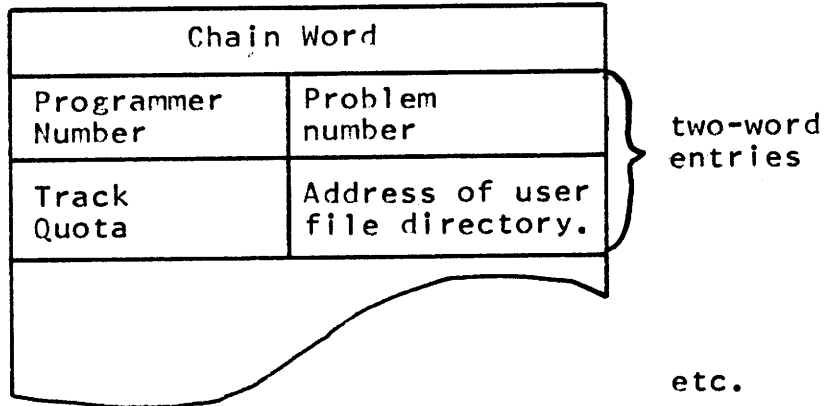 Chain Word
Programmer
Number
Problem
number
two-word
entries
Track
Quota
Address of user
file directory.
etc.